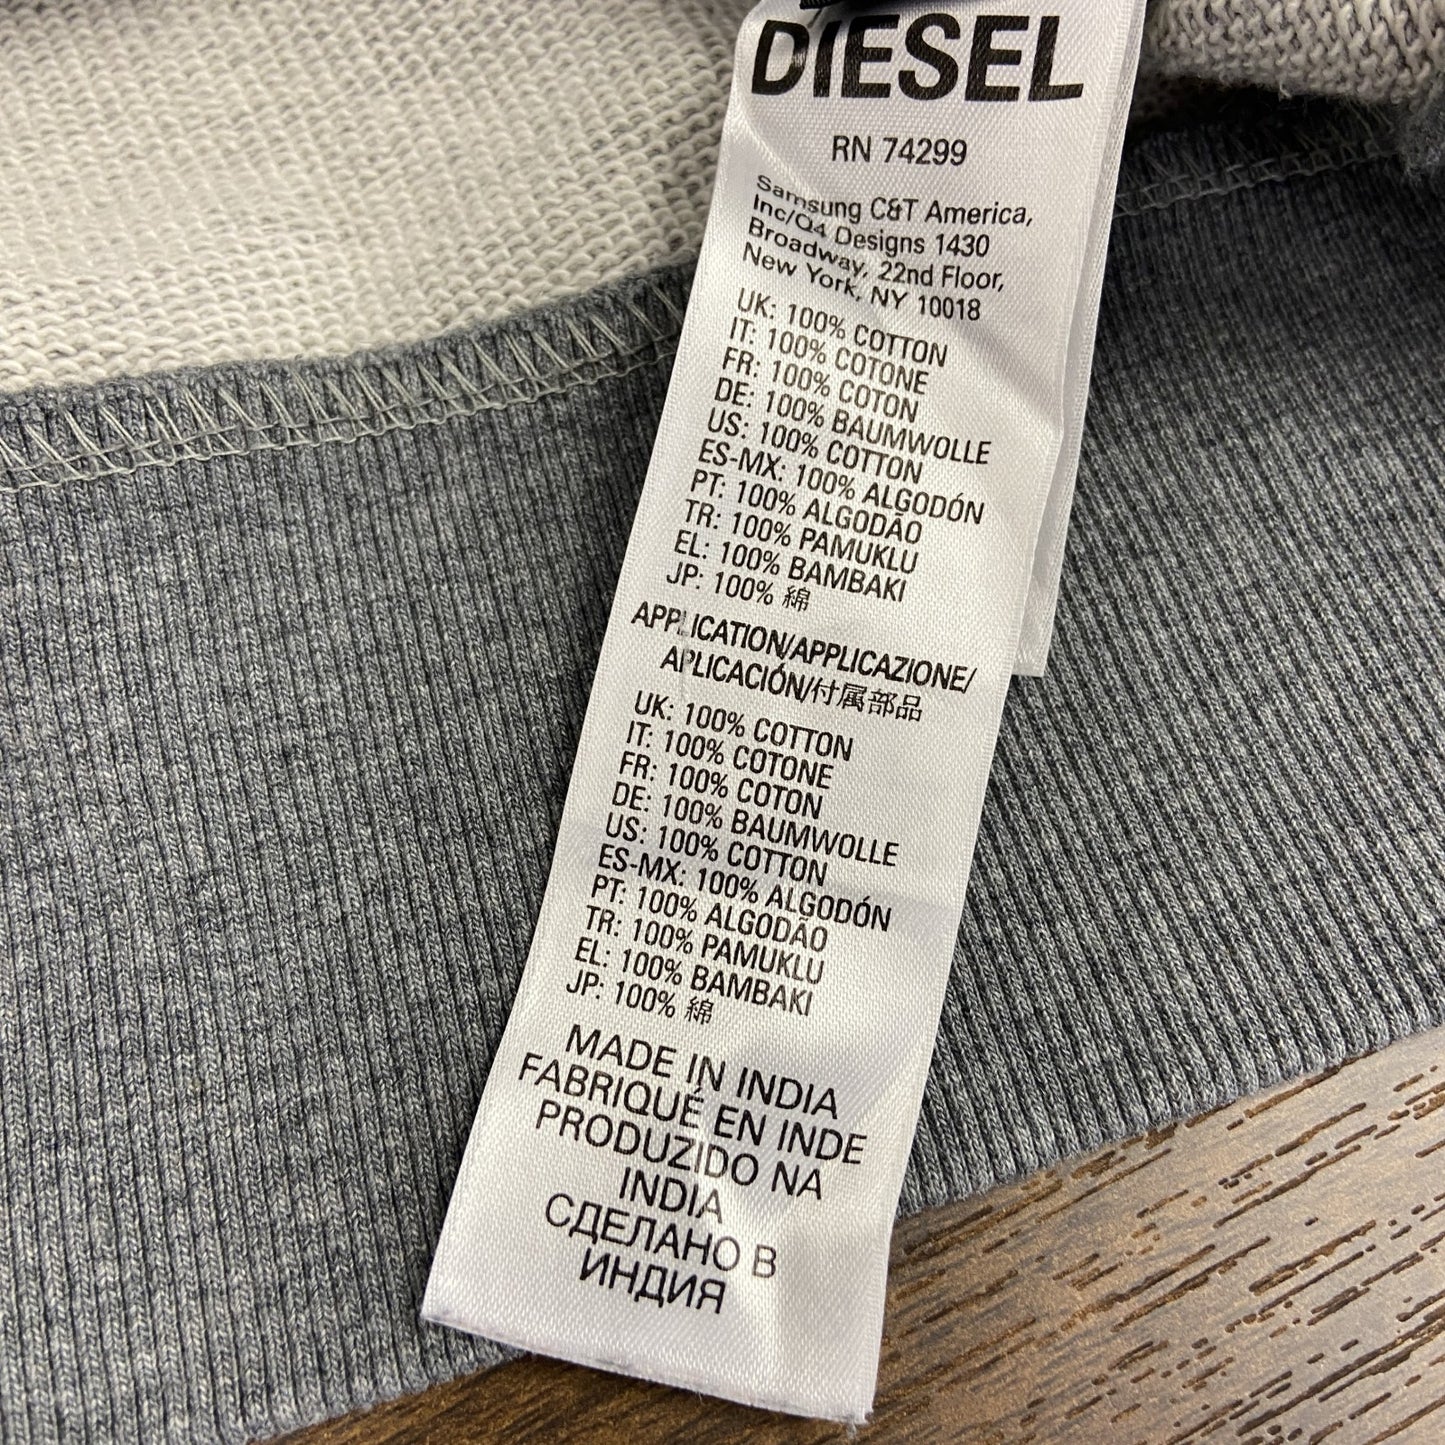 DIESEL
RN 74299
Samsung C&T America,
Inc/Q4 Designs 1430
Broadway, 22nd Floor,
New York, NY 10018
UK: 100% COTTON
IT: 100% COTONE
FR: 100% COTON
DE: 100% BAUMWOLLE
US: 100% COTTON
ES-MX: 100% ALGODÓN
PT: 100% ALGODÃO
TR: 100% PAMUKLU
EL: 100% BAMBAKI
JP: 100% 綿
APPLICATION/APPLICAZIONE/
APLICACIÓN/付属部品
UK: 100% COTTON
IT: 100% COTONE
FR: 100% COTON
DE: 100% BAUMWOLLE
US: 100% COTTON
ES-MX: 100% ALGODÓN
PT: 100% ALGODÃO
TR: 100% PAMUKLU
EL: 100% BAMBAKI
JP: 100% 綿
MADE IN INDIA
FABRIQUÉ EN INDE
PRODUZIDO NA
INDIA
СДЕЛАНО В
ИНДИЯ